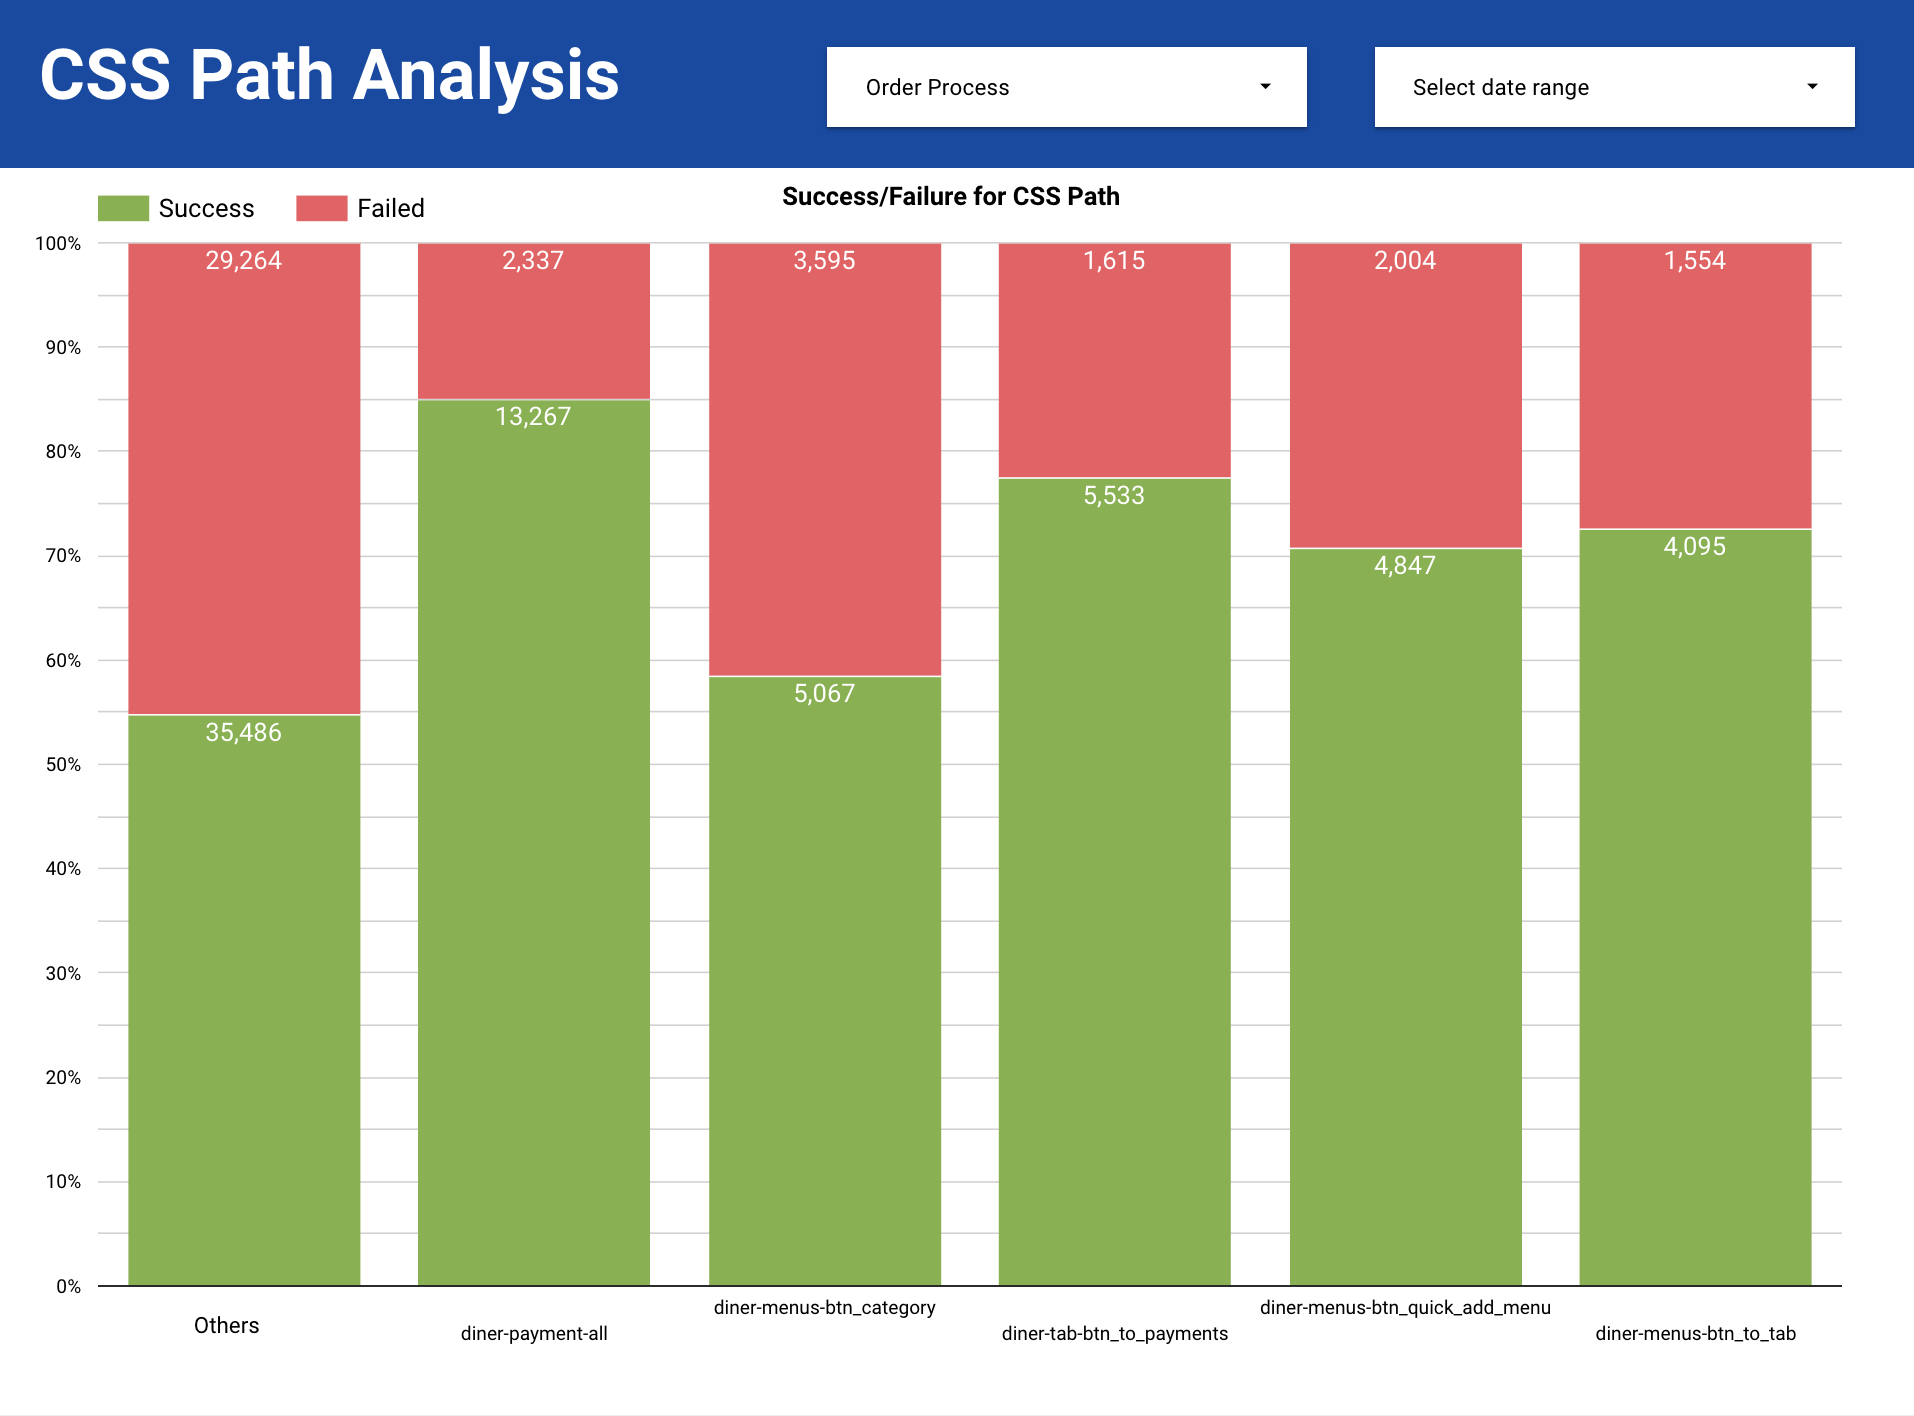 CSS Path Analysis
Order Process
Select date range
Success/Failure for CSS Path
Success
Failed
100%
90%
80%
70%
60%
50%
40%
30%
20%
10%
0%
29,264
2,337
3,595
1,615
2,004
1,554
13,267
5,533
4,095
4,847
5,067
35,486
Others
diner-payment-all
diner-menus-btn_category
diner-tab-btn_to_payments
diner-menus-btn_quick_add_menu
diner-menus-btn_to_tab